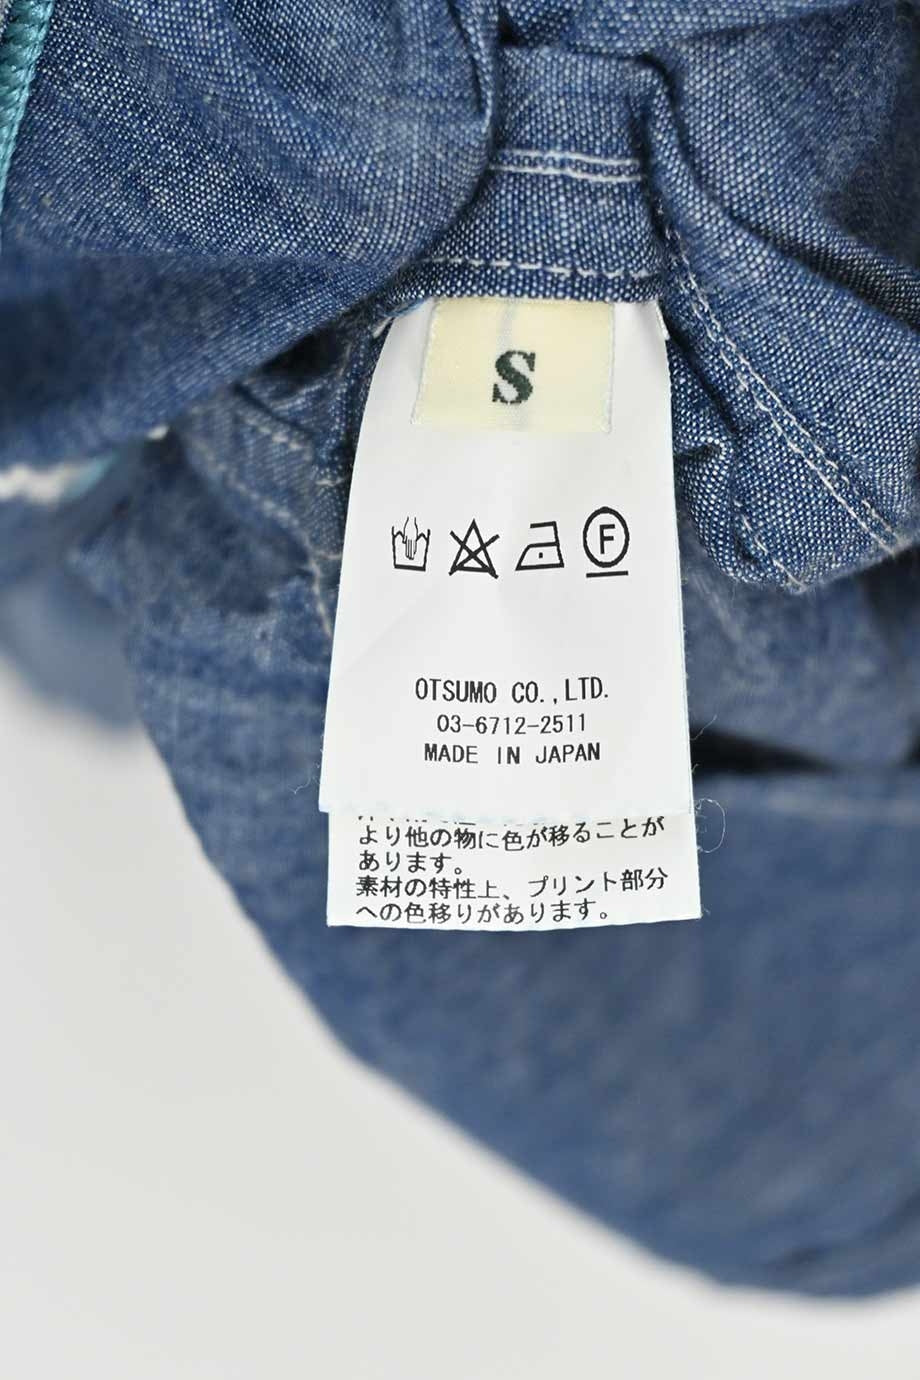 S
F
OTSUMO CO.,LTD.
03-6712-2511
MADE IN JAPAN
より他の物に色が移ることが
あります。
素材の特性上、プリント部分
への色移りがあります。